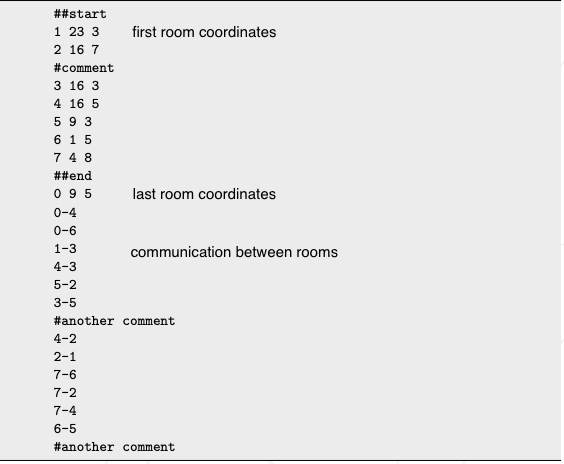 ##start
1 23 3 first room coordinates
2 16 7
#comment
3 16 3
4 16 5
5 9 3
6 1 5
7 4 8
##end
0 9 5 last room coordinates
0-4
0-6
1-3 communication between rooms
4-3
5-2
3-5
#another comment
4-2
2-1
7-6
7-2
7-4
6-5
#another comment